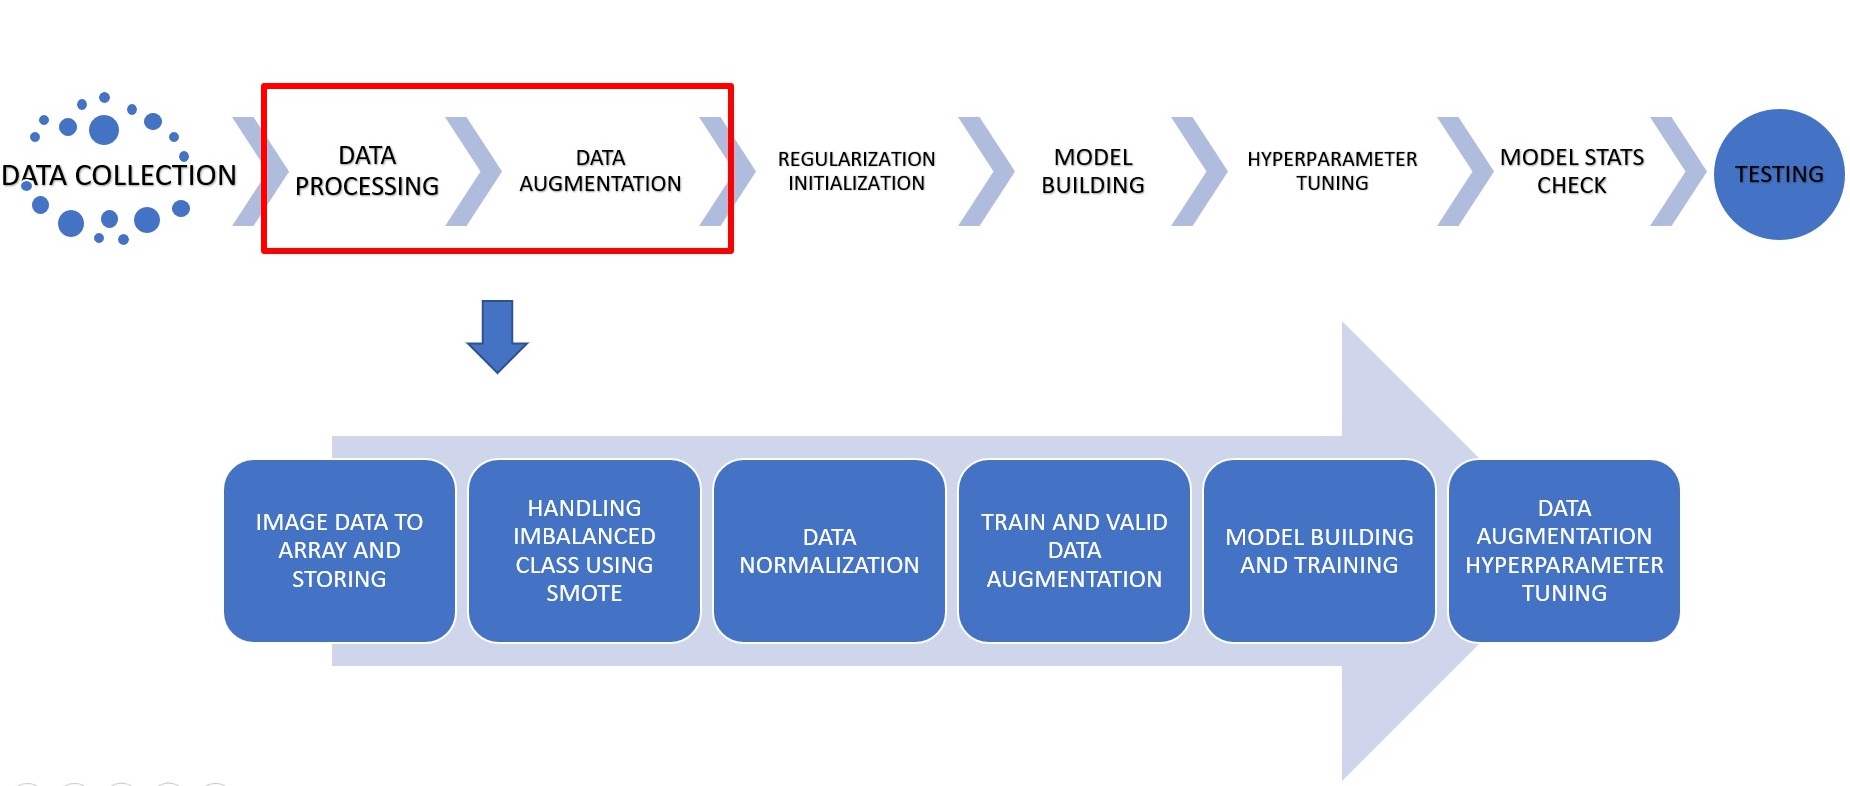 DATA COLLECTION
DATA
PROCESSING
DATA
AUGMENTATION
REGULARIZATION
INITIALIZATION
MODEL
BUILDING
HYPERPARAMETER
TUNING
MODEL STATS
CHECK
TESTING
IMAGE DATA TO
ARRAY AND
STORING
HANDLING
IMBALANCED
CLASS USING
SMOTE
DATA
NORMALIZATION
TRAIN AND VALID
DATA
AUGMENTATION
MODEL BUILDING
AND TRAINING
DATA
AUGMENTATION
HYPERPARAMETER
TUNING